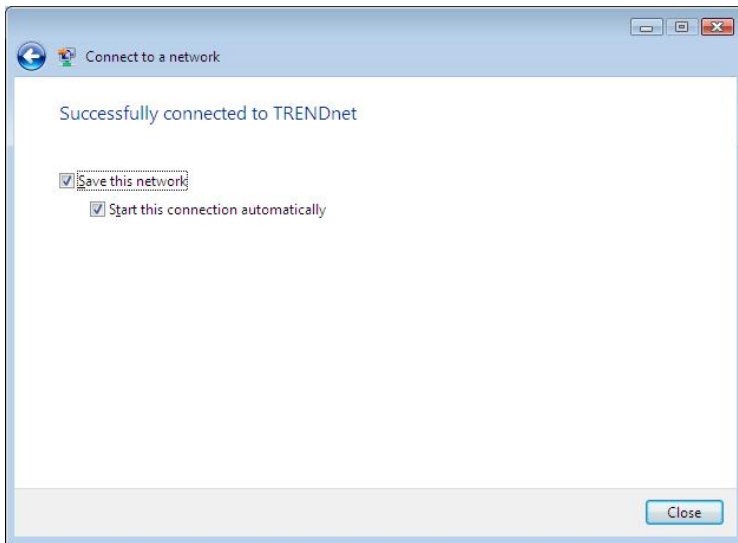 Connect to a network
Successfully connected to TRENDnet
Save this network
Start this connection automatically
Close